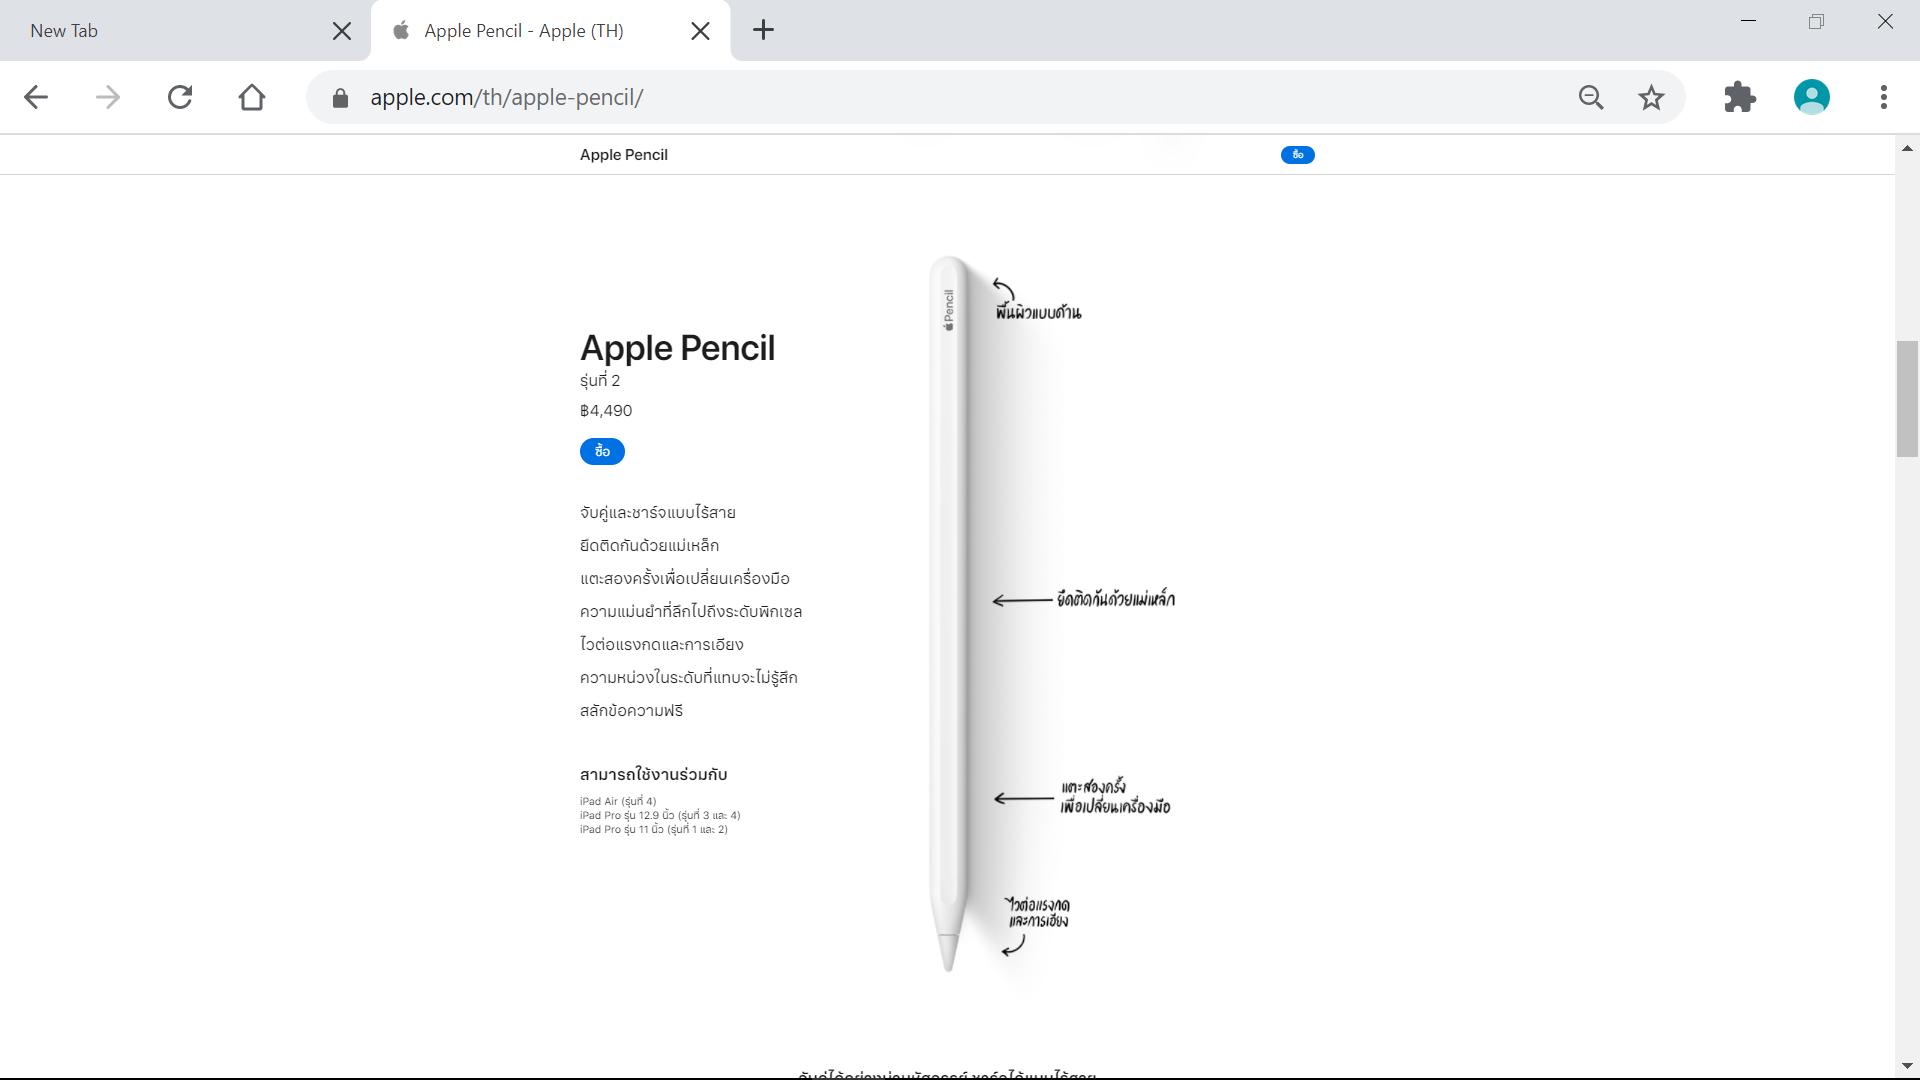 New Tab
Apple Pencil - Apple (TH)
apple.com/th/apple-pencil/
Apple Pencil
ซื้อ
Apple Pencil
รุ่นที่ 2
฿4,490
ซื้อ
จับคู่และชาร์จแบบไร้สาย
ยึดติดกันด้วยแม่เหล็ก
แตะสองครั้งเพื่อเปลี่ยนเครื่องมือ
ความแม่นยำที่ลึกไปถึงระดับพิกเซล
ไวต่อแรงกดและการเอียง
ความหน่วงในระดับที่แทบจะไม่รู้สึก
สลักข้อความฟรี
สามารถใช้งานร่วมกับ
iPad Air (รุ่นที่ 4)
iPad Pro รุ่น 12.9 นิ้ว (รุ่นที่ 3 และ 4)
iPad Pro รุ่น 11 นิ้ว (รุ่นที่ 1 และ 2)
Pencil
พื้นผิวแบบด้าน
ยึดติดกันด้วยแม่เหล็ก
แตะสองครั้ง
เพื่อเปลี่ยนเครื่องมือ
ไวต่อแรงกด
และการเอียง